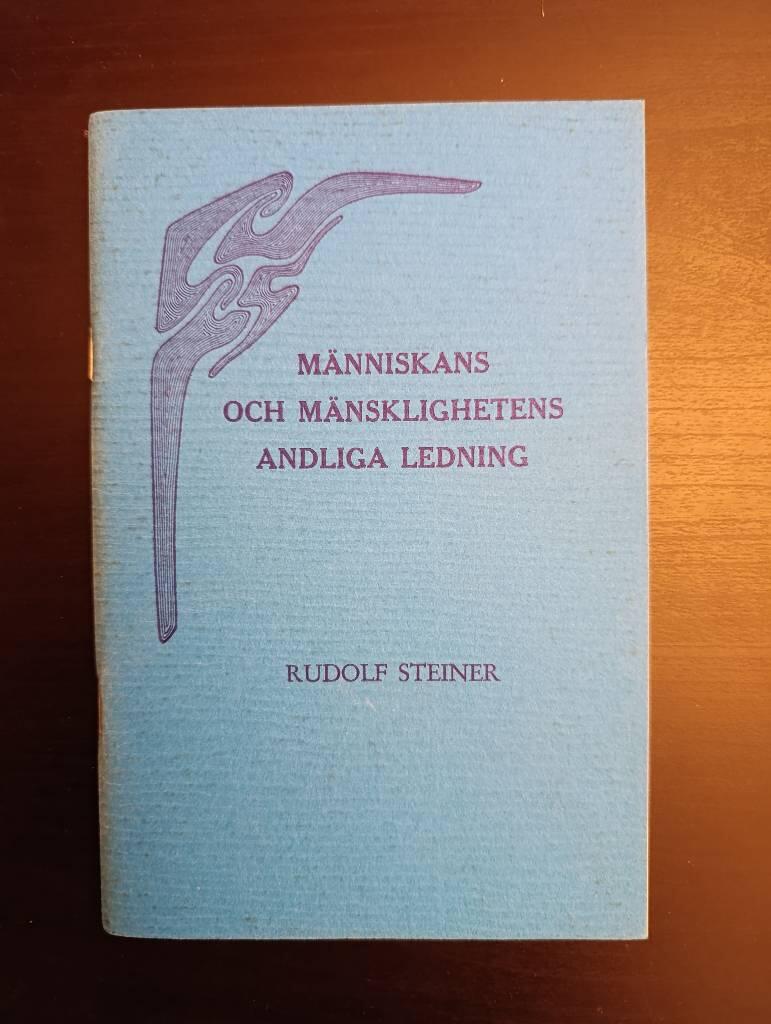 MÄNNISKANS
OCH MÄNSKLIGHETENS
ANDLIGA LEDNING
RUDOLF STEINER